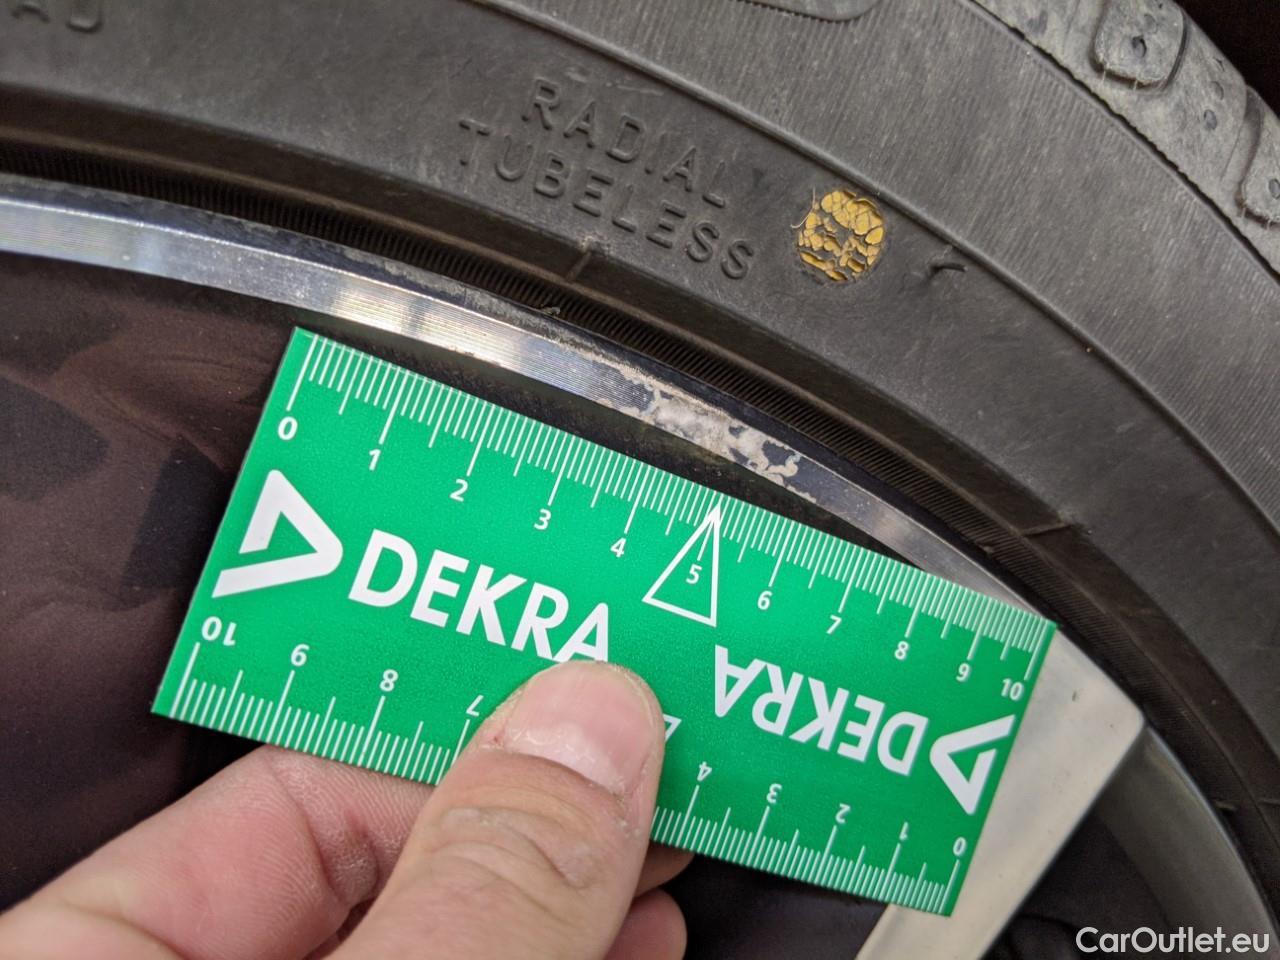 AD
RADIAL
TUBELESS
0 1 2 3 4 5 6 7 8 9 10
DEKRA
DEKRA
10 9 8 7 4 3 2 1 0
CarOutlet.eu